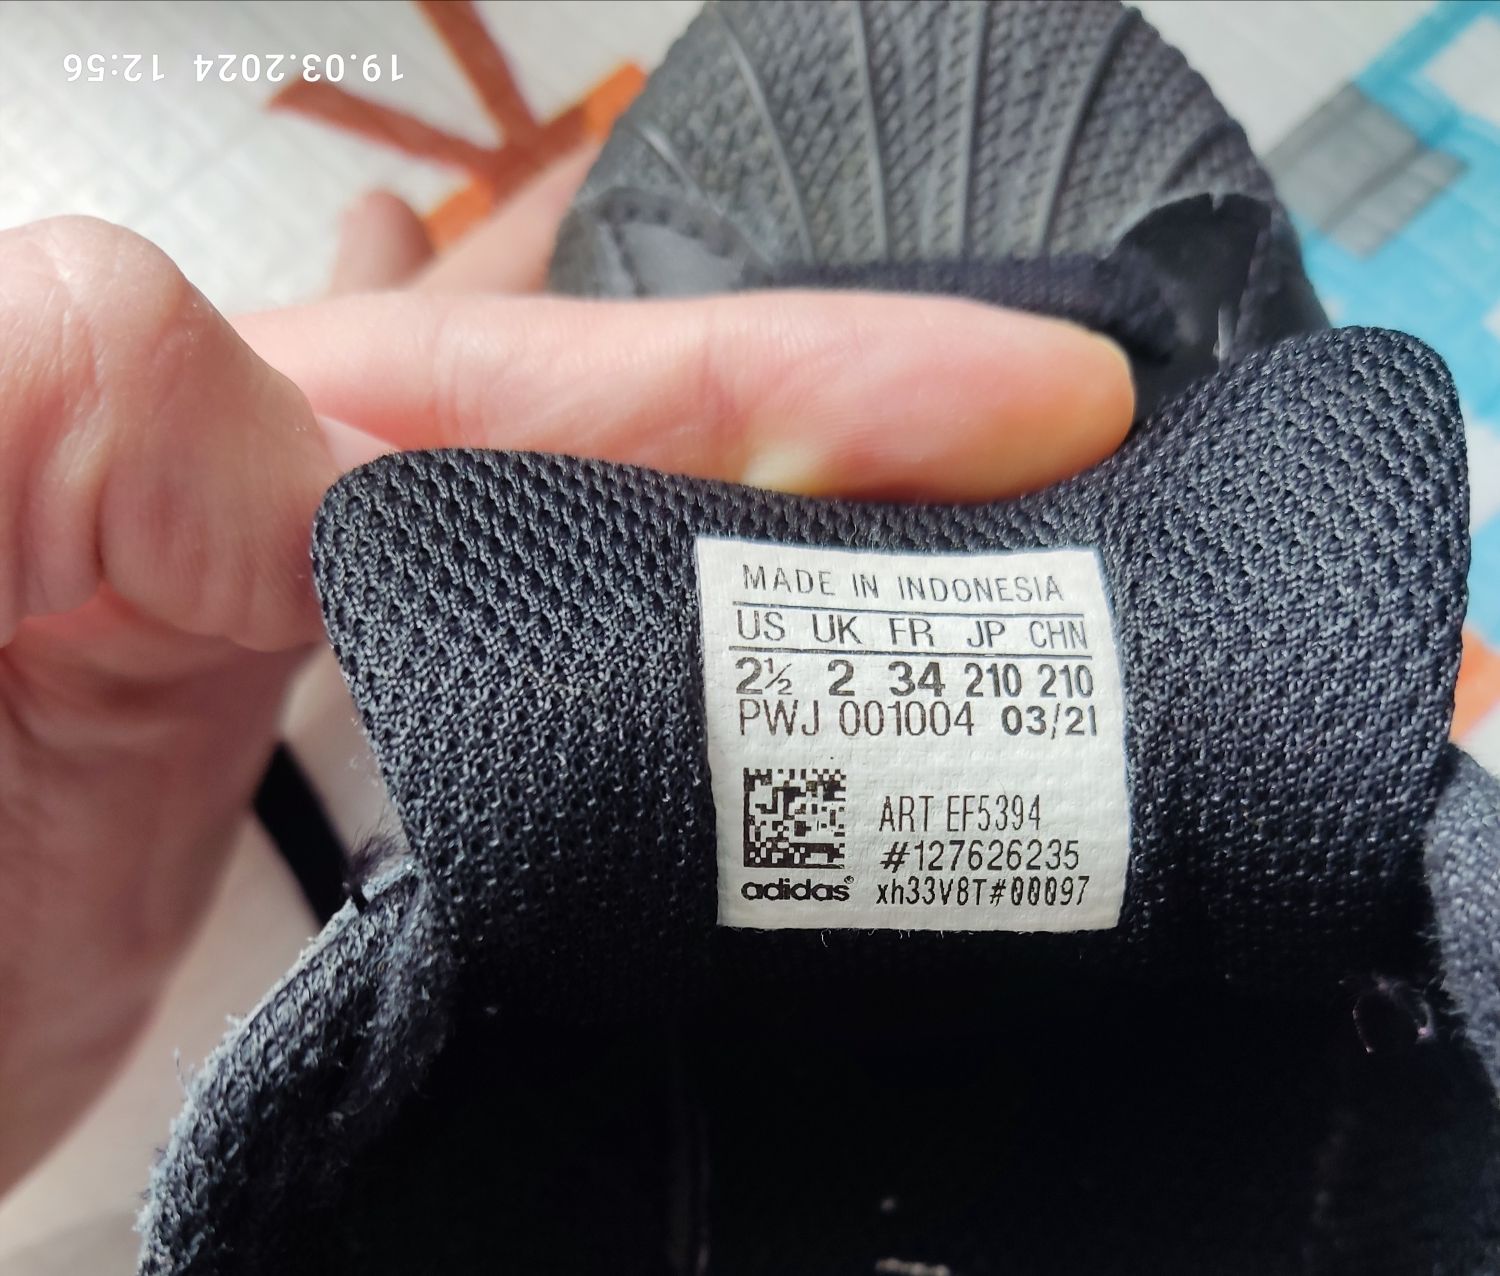 19.03.2024 12:56
MADE IN INDONESIA
US UK FR JP CHN
2½ 2 34 210 210
PWJ 001004 03/21
ART EF5394
#127626235
adidas® xh33V8T#00097